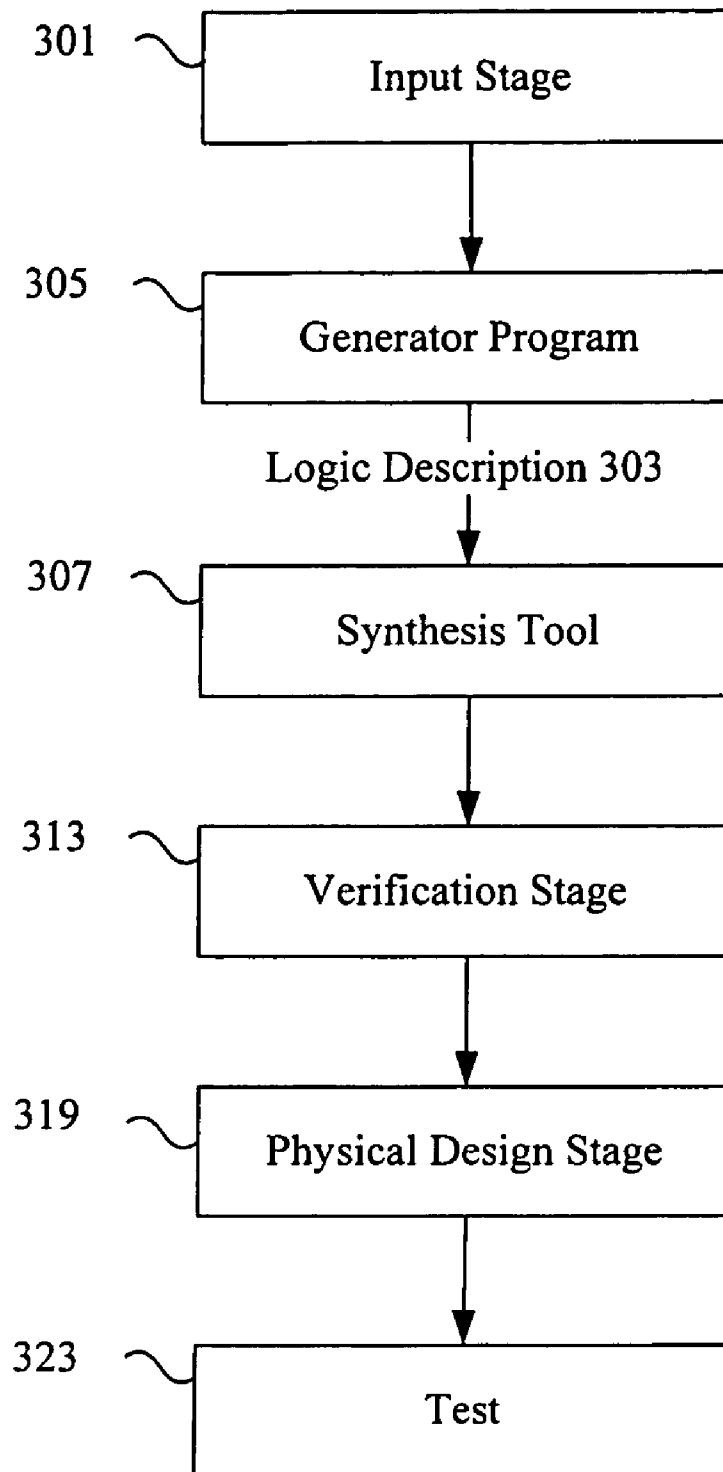 301
Input Stage
305
Generator Program
Logic Description 303
307
Synthesis Tool
313
Verification Stage
319
Physical Design Stage
323
Test